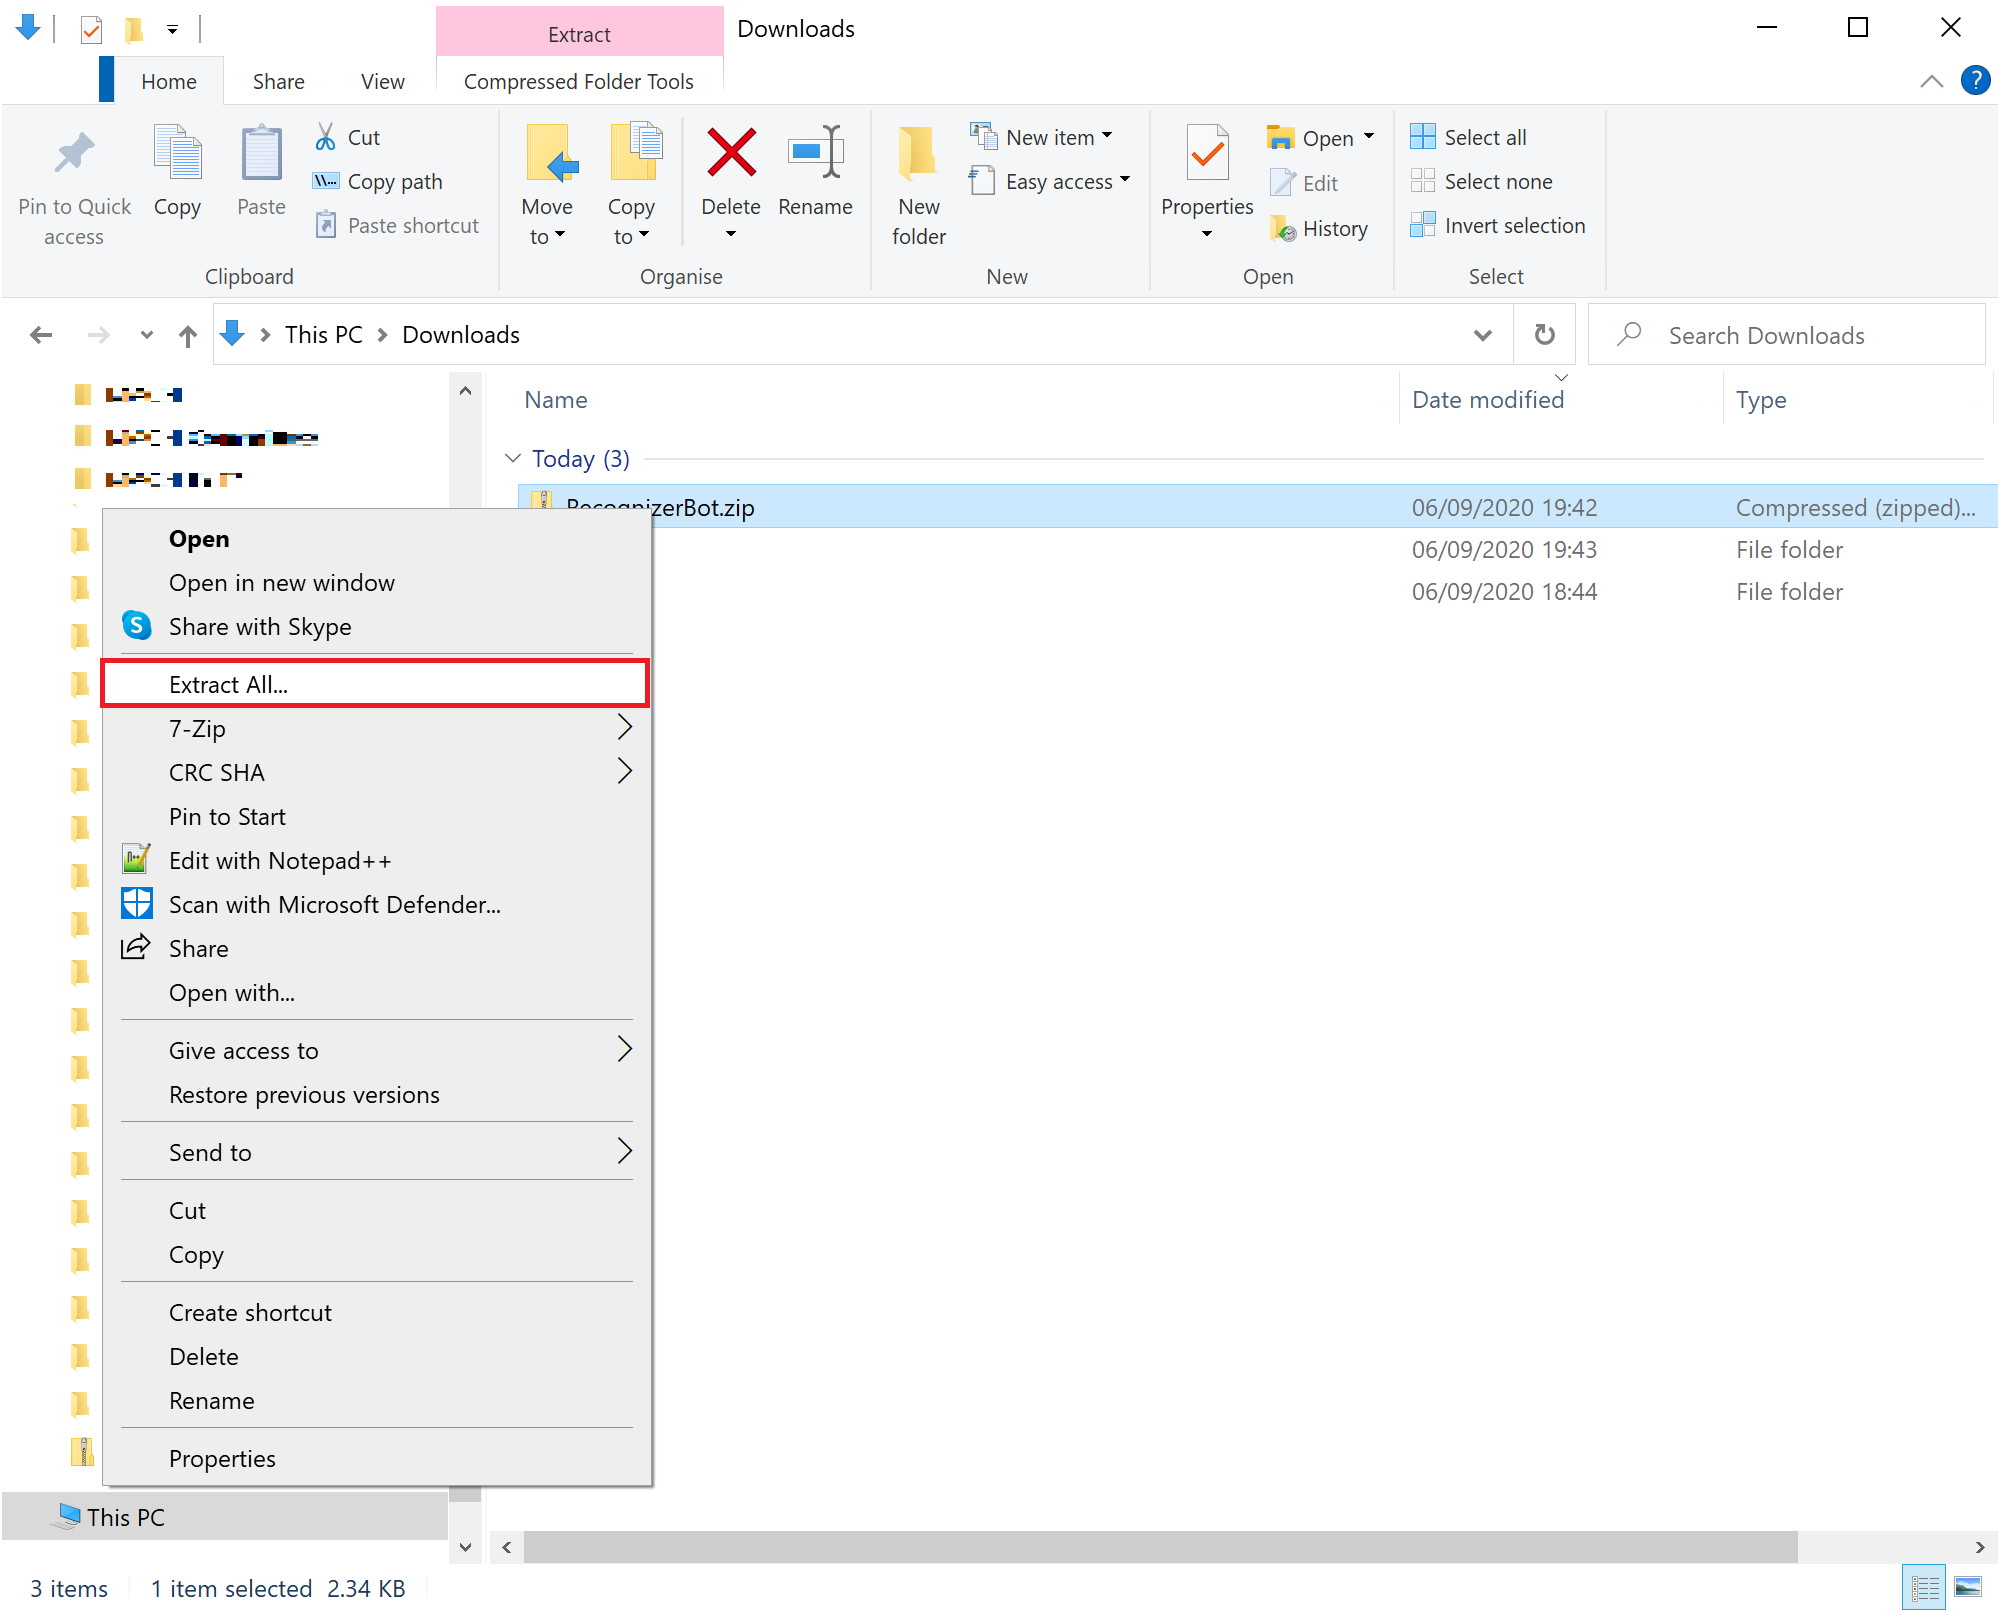 Extract
Downloads
Home
Share
View
Compressed Folder Tools
Pin to Quick access
Copy
Paste
Cut
Copy path
Paste shortcut
Clipboard
Move to
Copy to
Delete
Rename
Organise
New folder
New item
Easy access
New
Properties
Open
Edit
History
Open
Select all
Select none
Invert selection
Select
This PC > Downloads
Search Downloads
Name
Date modified
Type
Today (3)
RecognizerBot.zip 06/09/2020 19:42 Compressed (zipped)...
06/09/2020 19:43 File folder
06/09/2020 18:44 File folder
Open
Open in new window
Share with Skype
Extract All...
7-Zip
CRC SHA
Pin to Start
Edit with Notepad++
Scan with Microsoft Defender...
Share
Open with...
Give access to
Restore previous versions
Send to
Cut
Copy
Create shortcut
Delete
Rename
Properties
This PC
3 items 1 item selected 2.34 KB